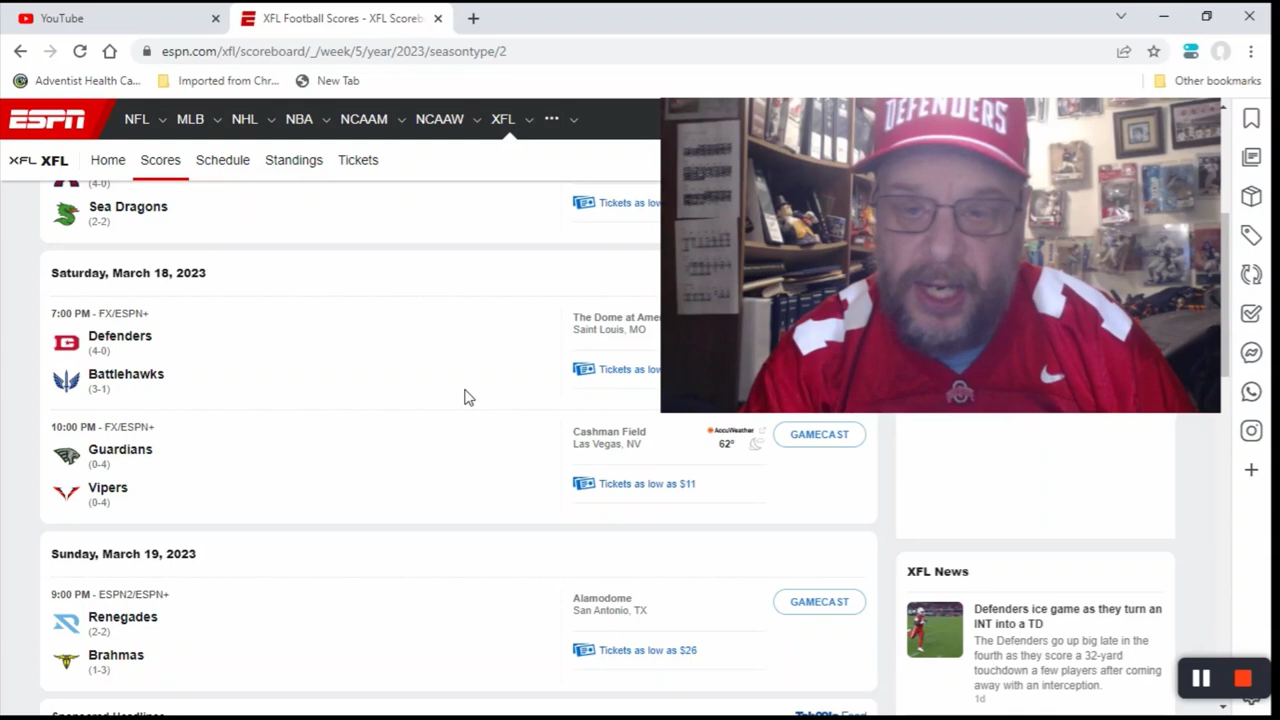 YouTube
XFL Football Scores - XFL Scoreb
espn.com/xfl/scoreboard/_/week/5/year/2023/seasontype/2
Adventist Health Ca... Imported from Chr... New Tab Other bookmarks
ESPN NFL MLB NHL NBA NCAAM NCAAW XFL
XFL XFL Home Scores Schedule Standings Tickets
DEFENDERS
(4-0)
Sea Dragons
(2-2)
Tickets as low
Saturday, March 18, 2023
7:00 PM - FX/ESPN+
Defenders
(4-0)
Battlehawks
(3-1)
The Dome at Amer
Saint Louis, MO
Tickets as low
10:00 PM - FX/ESPN+
Guardians
(0-4)
Vipers
(0-4)
Cashman Field
Las Vegas, NV
AccuWeather
62°
GAMECAST
Tickets as low as $11
Sunday, March 19, 2023
9:00 PM - ESPN2/ESPN+
Renegades
(2-2)
Brahmas
(1-3)
Alamodome
San Antonio, TX
GAMECAST
Tickets as low as $26
XFL News
Defenders ice game as they turn an
INT into a TD
The Defenders go up big late in the
fourth as they score a 32-yard
touchdown a few players after coming
away with an interception.
1d